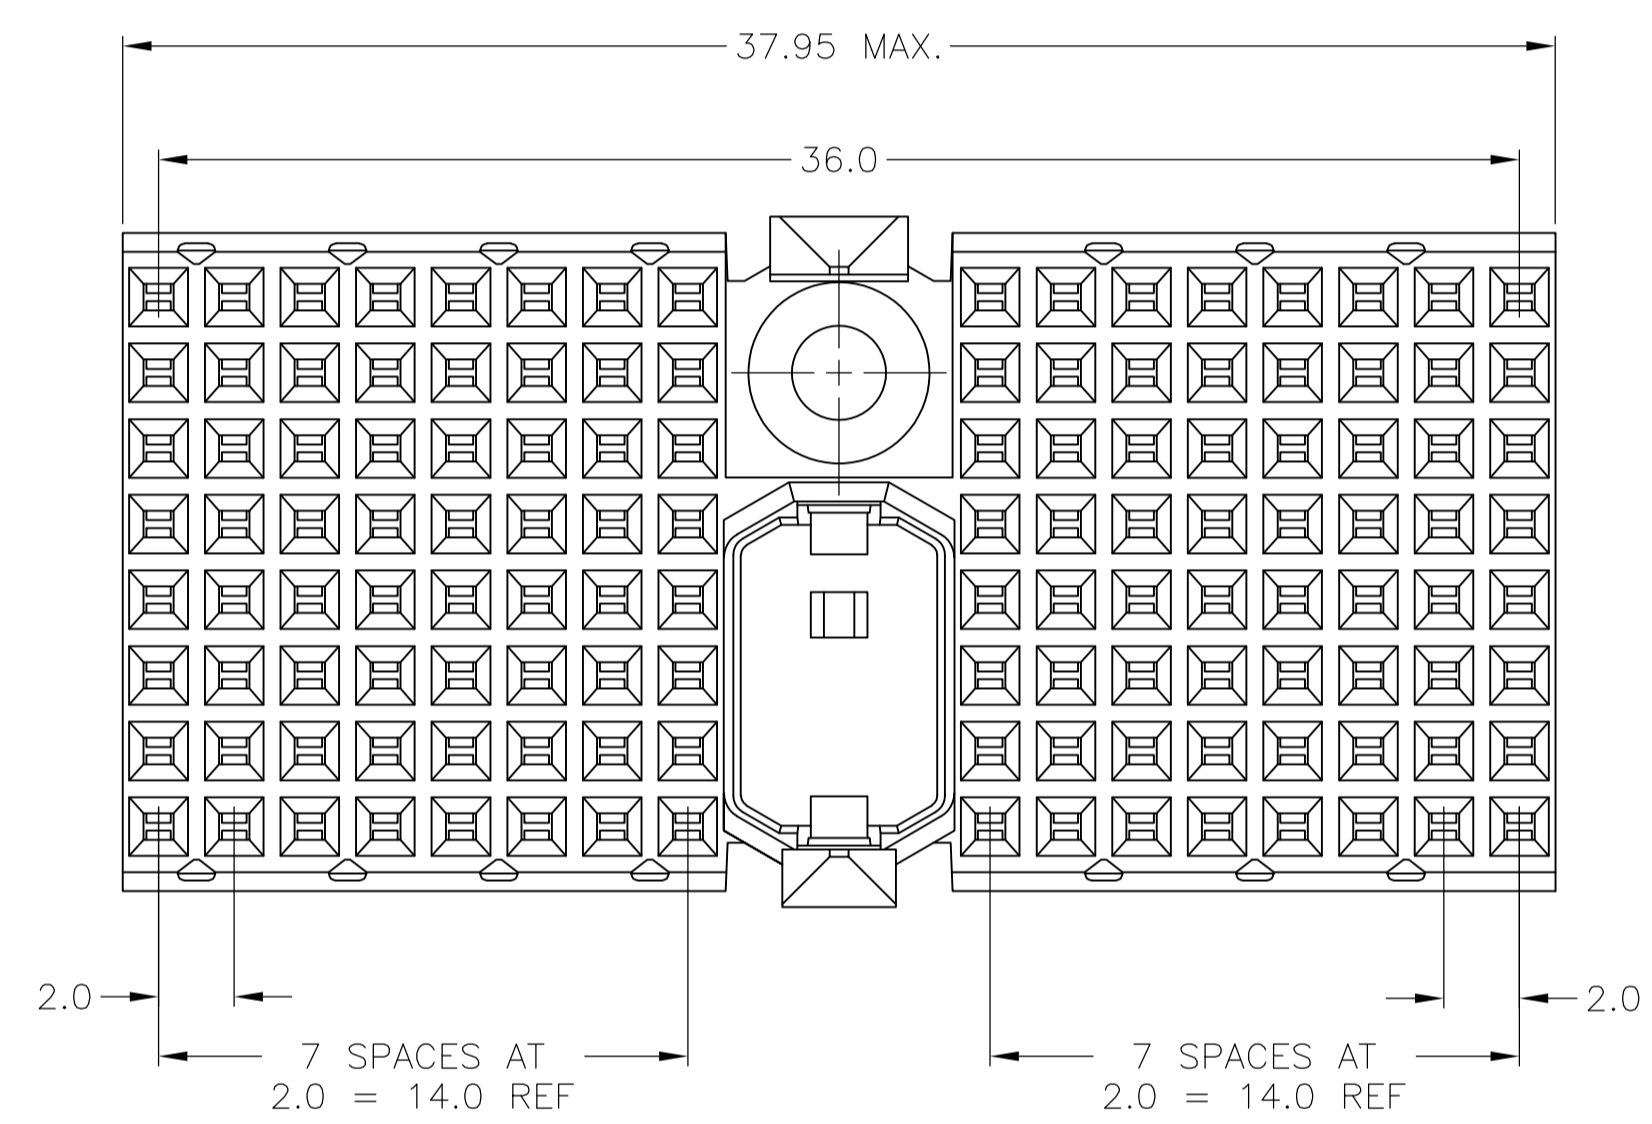 37.95 MAX.
36.0
2.0
2.0
7 SPACES AT
2.0 = 14.0 REF
7 SPACES AT
2.0 = 14.0 REF